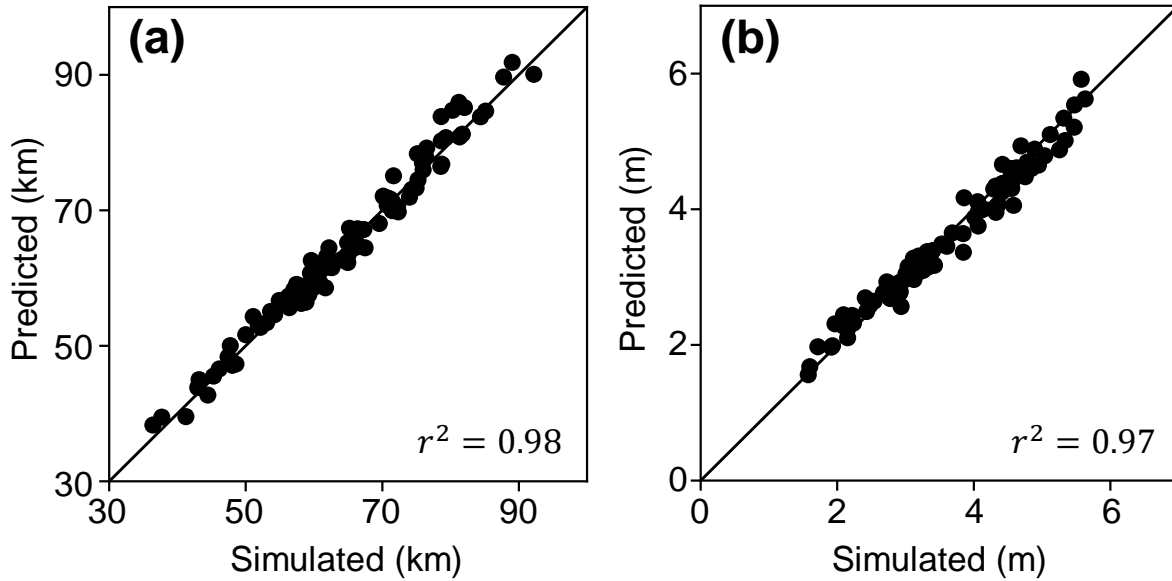 (a)
Predicted (km)
90
70
50
30
r² = 0.98
30 50 70 90
Simulated (km)
(b)
Predicted (m)
6
4
2
0
r² = 0.97
0 2 4 6
Simulated (m)